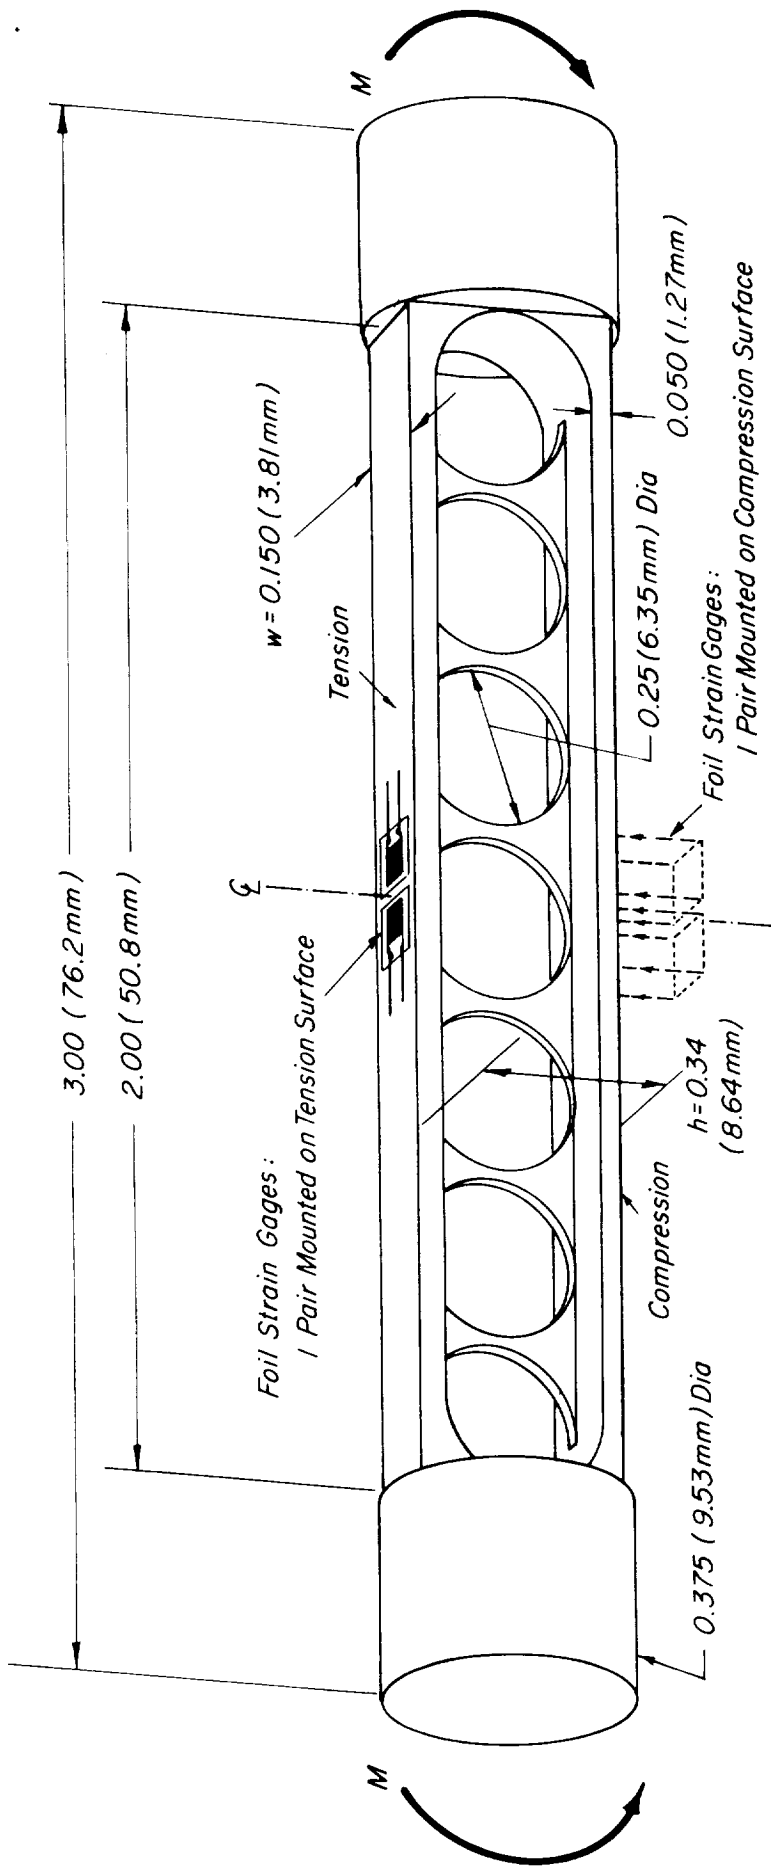 M
3.00 (76.2mm)
2.00 (50.8mm)
w=0.150 (3.81mm)
Tension
℄
Foil Strain Gages:
1 Pair Mounted on Tension Surface
0.050 (1.27mm)
0.25 (6.35mm) Dia
Foil Strain Gages:
1 Pair Mounted on Compression Surface
h=0.34
(8.64mm)
Compression
0.375 (9.53mm) Dia
M